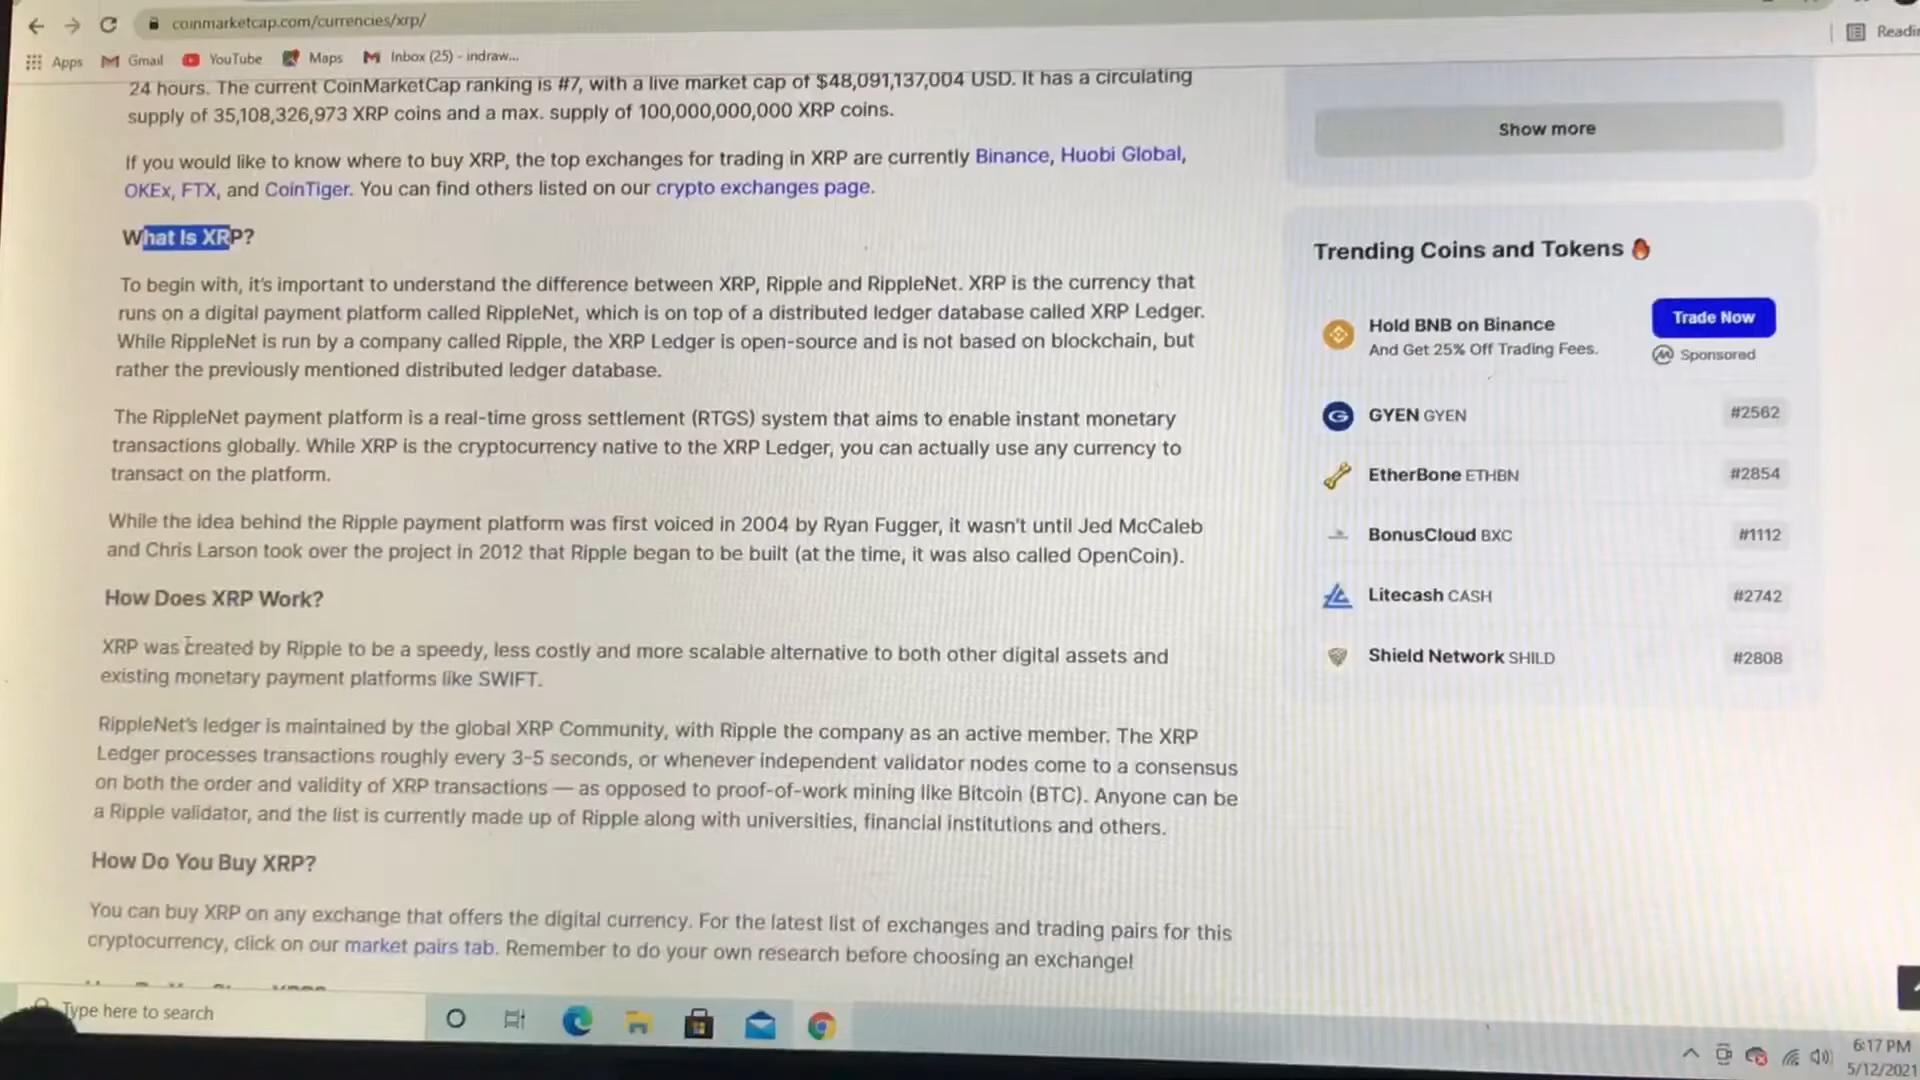 coinmarketcap.com/currencies/xrp/
Apps Gmail YouTube Maps Inbox (25) - indraw...
24 hours. The current CoinMarketCap ranking is #7, with a live market cap of $48,091,137,004 USD. It has a circulating
supply of 35,108,326,973 XRP coins and a max. supply of 100,000,000,000 XRP coins.
If you would like to know where to buy XRP, the top exchanges for trading in XRP are currently Binance, Huobi Global,
OKEx, FTX, and CoinTiger. You can find others listed on our crypto exchanges page.
What Is XRP?
To begin with, it's important to understand the difference between XRP, Ripple and RippleNet. XRP is the currency that
runs on a digital payment platform called RippleNet, which is on top of a distributed ledger database called XRP Ledger.
While RippleNet is run by a company called Ripple, the XRP Ledger is open-source and is not based on blockchain, but
rather the previously mentioned distributed ledger database.
The RippleNet payment platform is a real-time gross settlement (RTGS) system that aims to enable instant monetary
transactions globally. While XRP is the cryptocurrency native to the XRP Ledger, you can actually use any currency to
transact on the platform.
While the idea behind the Ripple payment platform was first voiced in 2004 by Ryan Fugger, it wasn't until Jed McCaleb
and Chris Larson took over the project in 2012 that Ripple began to be built (at the time, it was also called OpenCoin).
How Does XRP Work?
XRP was created by Ripple to be a speedy, less costly and more scalable alternative to both other digital assets and
existing monetary payment platforms like SWIFT.
RippleNet's ledger is maintained by the global XRP Community, with Ripple the company as an active member. The XRP
Ledger processes transactions roughly every 3-5 seconds, or whenever independent validator nodes come to a consensus
on both the order and validity of XRP transactions — as opposed to proof-of-work mining like Bitcoin (BTC). Anyone can be
a Ripple validator, and the list is currently made up of Ripple along with universities, financial institutions and others.
How Do You Buy XRP?
You can buy XRP on any exchange that offers the digital currency. For the latest list of exchanges and trading pairs for this
cryptocurrency, click on our market pairs tab. Remember to do your own research before choosing an exchange!
Show more
Trending Coins and Tokens
Hold BNB on Binance
And Get 25% Off Trading Fees.
Trade Now
Sponsored
GYEN GYEN #2562
EtherBone ETHBN #2854
BonusCloud BXC #1112
Litecash CASH #2742
Shield Network SHILD #2808
Type here to search
6:17 PM
5/12/2021